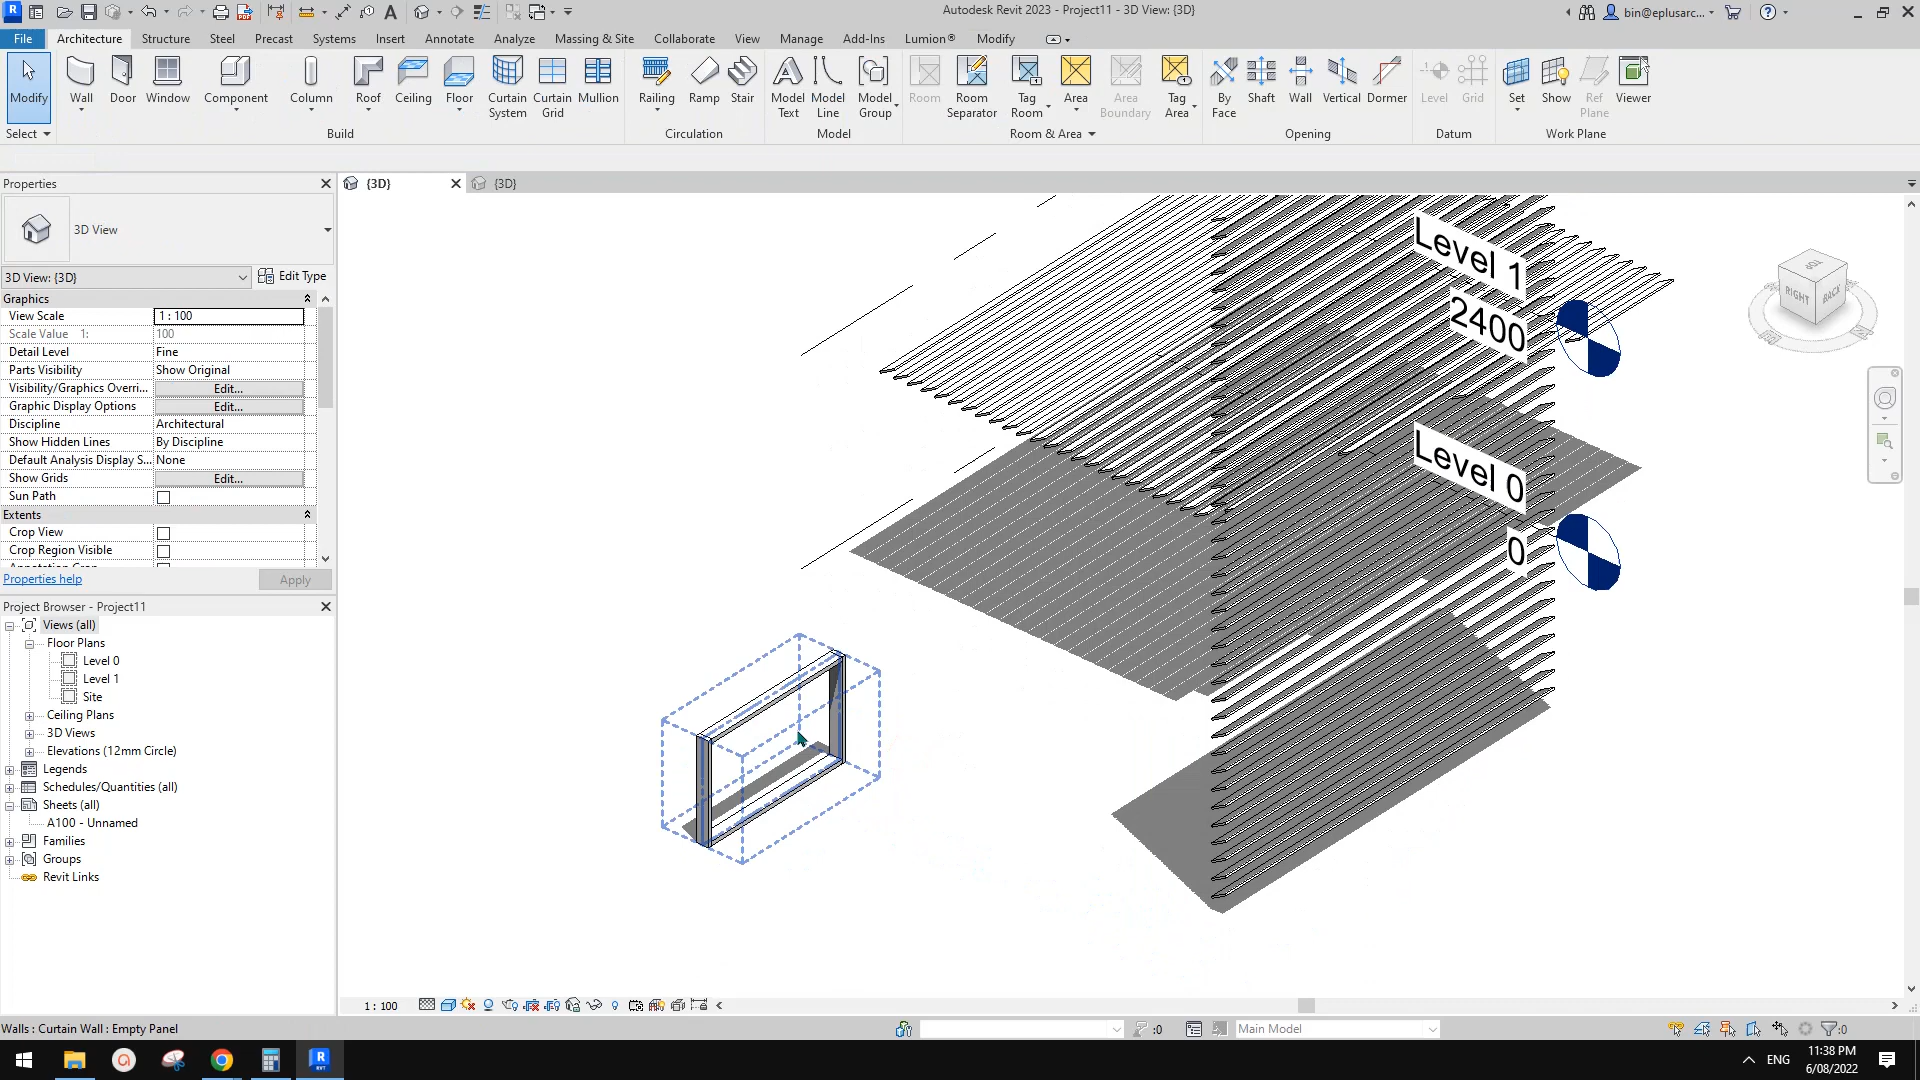 Autodesk Revit 2023 - Project11 - 3D View: {3D}
bin@eplusarc...
File Architecture Structure Steel Precast Systems Insert Annotate Analyze Massing & Site Collaborate View Manage Add-Ins Lumion® Modify
Modify Wall Door Window Component Column Roof Ceiling Floor Curtain System Curtain Grid Mullion Railing Ramp Stair Model Text Model Line Model Group Room Room Separator Tag Room Area Area Boundary Tag Area By Face Shaft Wall Vertical Dormer Level Grid Set Show Ref Plane Viewer
Select Build Circulation Model Room & Area Opening Datum Work Plane
Properties
{3D} {3D}
3D View
3D View: {3D} Edit Type
Graphics
View Scale 1 : 100
Scale Value 1: 100
Detail Level Fine
Parts Visibility Show Original
Visibility/Graphics Overri... Edit...
Graphic Display Options Edit...
Discipline Architectural
Show Hidden Lines By Discipline
Default Analysis Display S... None
Show Grids Edit...
Sun Path
Extents
Crop View
Crop Region Visible
Properties help Apply
Project Browser - Project11
Views (all)
Floor Plans
Level 0
Level 1
Site
Ceiling Plans
3D Views
Elevations (12mm Circle)
Legends
Schedules/Quantities (all)
Sheets (all)
A100 - Unnamed
Families
Groups
Revit Links
Level 1
2400
Level 0
0
TOP
RIGHT
BACK
1 : 100
Walls : Curtain Wall : Empty Panel
:0
Main Model
:0
ENG
11:38 PM
6/08/2022